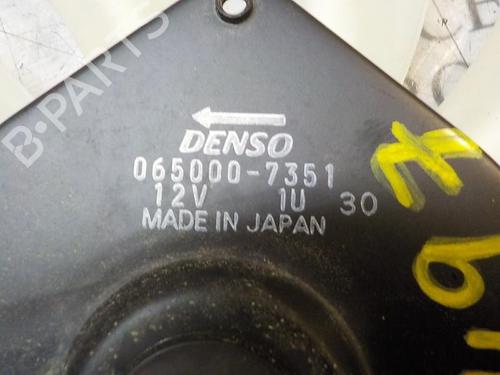 B-PARTS
DENSO
065000-7351
12V 1U 30
MADE IN JAPAN